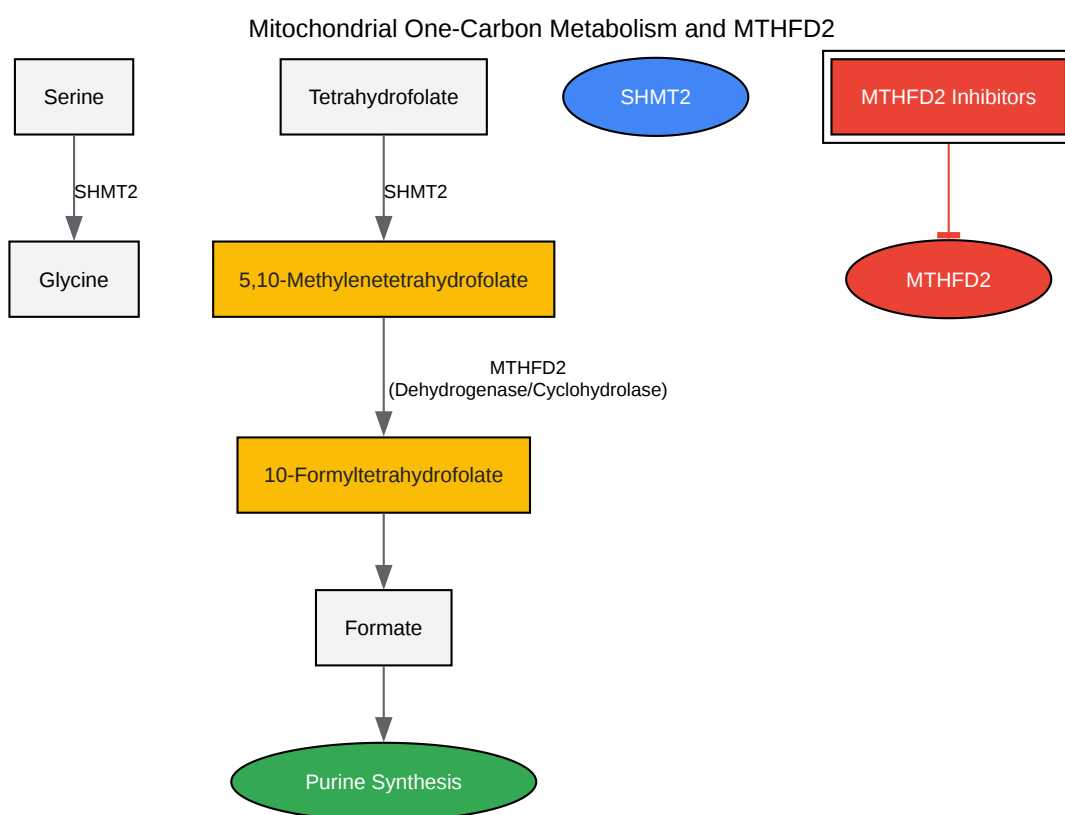 Mitochondrial One-Carbon Metabolism and MTHFD2
Serine
Tetrahydrofolate
SHMT2
MTHFD2 Inhibitors
SHMT2
SHMT2
Glycine
5,10-Methylenetetrahydrofolate
MTHFD2
MTHFD2
(Dehydrogenase/Cyclohydrolase)
10-Formyltetrahydrofolate
Formate
Purine Synthesis